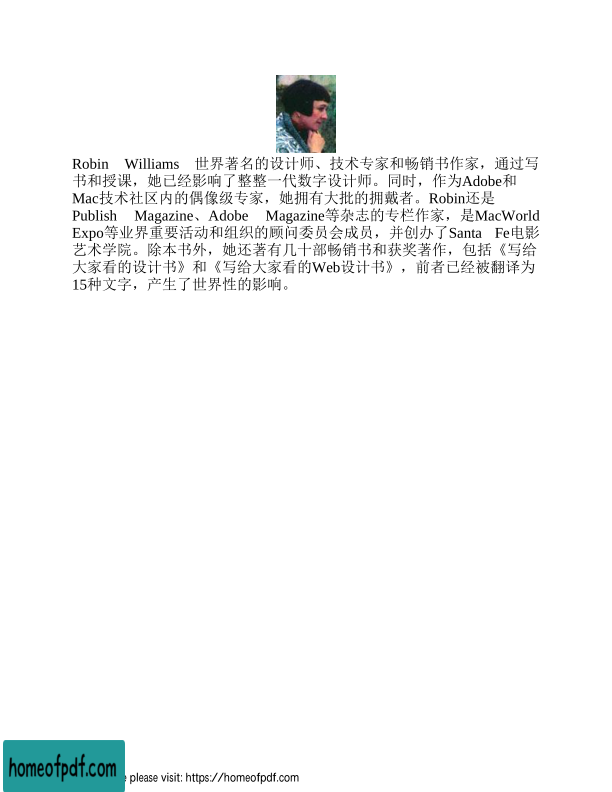 Robin Williams 世界著名的设计师、技术专家和畅销书作家，通过写
书和授课，她已经影响了整整一代数字设计师。同时，作为Adobe和
Mac技术社区内的偶像级专家，她拥有大批的拥戴者。Robin还是
Publish Magazine、Adobe Magazine等杂志的专栏作家，是MacWorld
Expo等业界重要活动和组织的顾问委员会成员，并创办了Santa Fe电影
艺术学院。除本书外，她还著有几十部畅销书和获奖著作，包括《写给
大家看的设计书》和《写给大家看的Web设计书》，前者已经被翻译为
15种文字，产生了世界性的影响。
homeofpdf.com
e please visit: https://homeofpdf.com